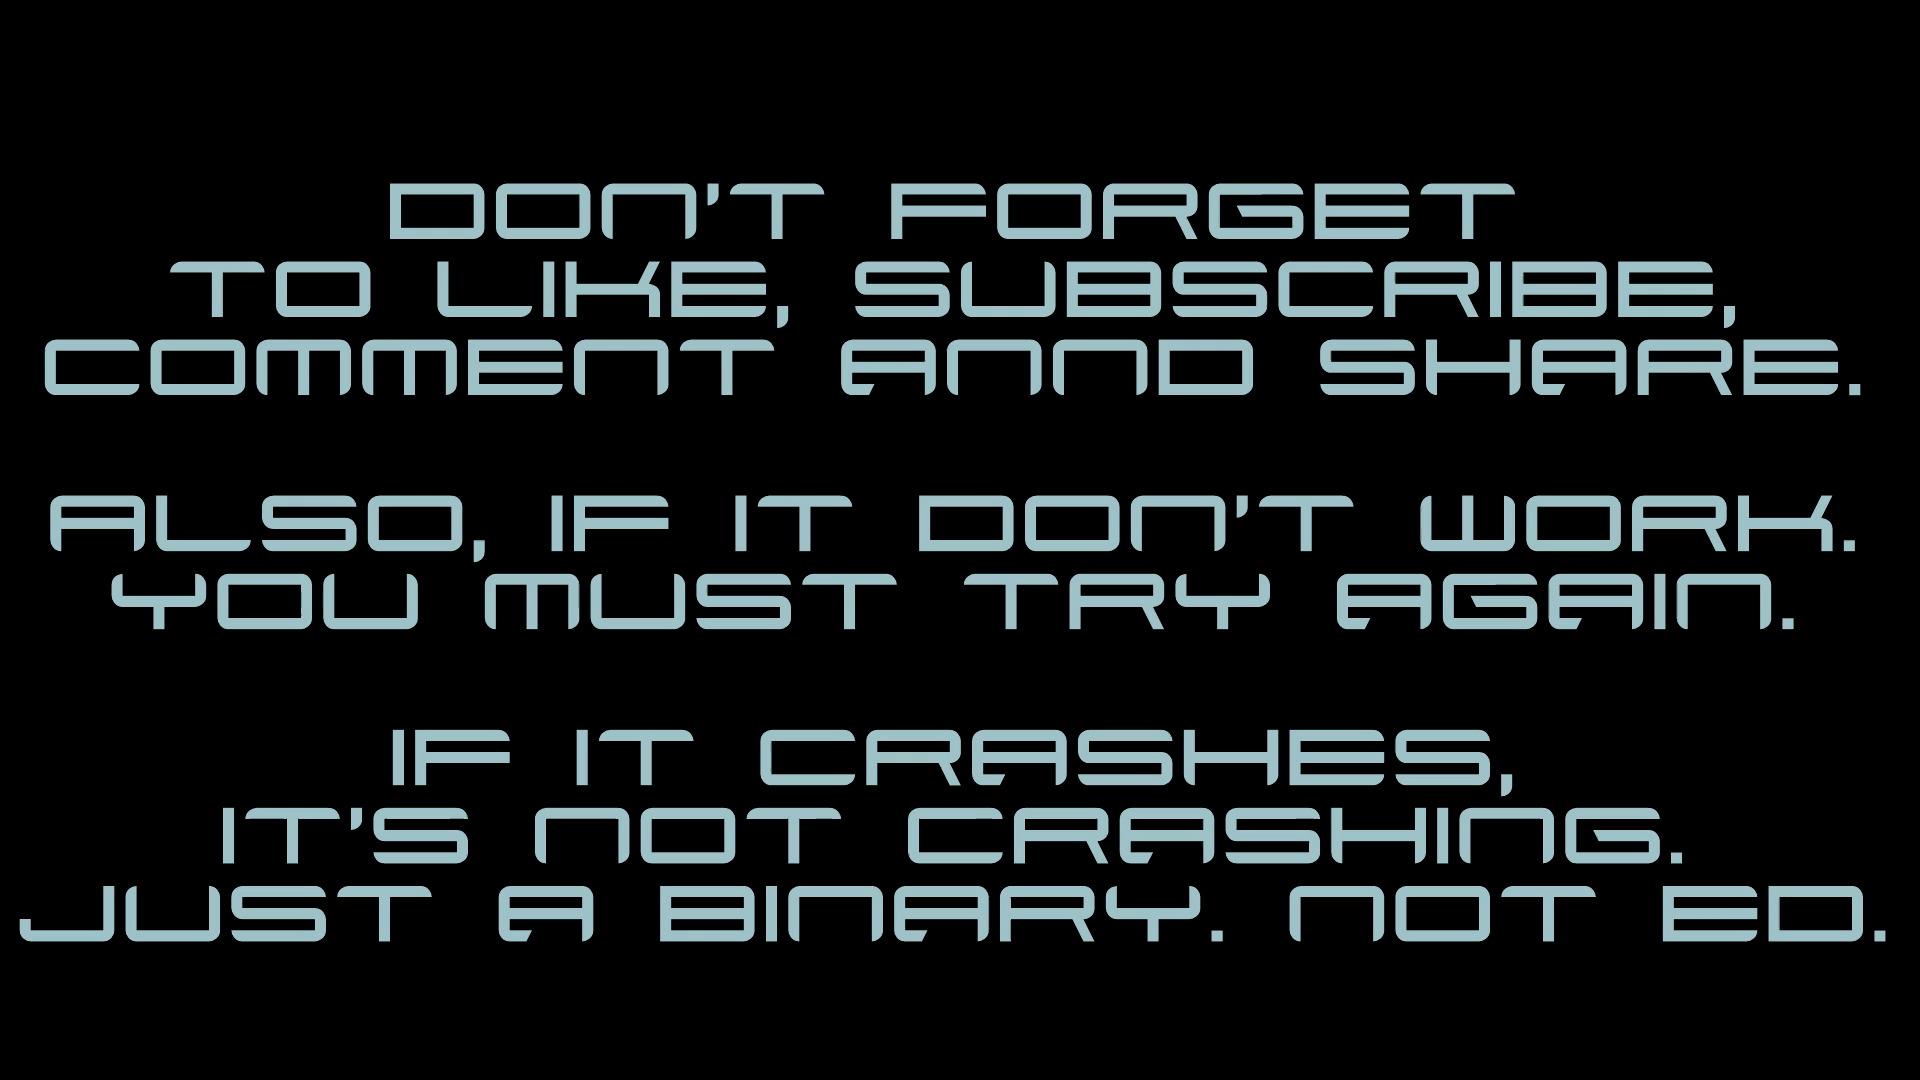 DON'T FORGET
TO LIKE, SUBSCRIBE,
COMMENT ANND SHARE.
ALSO, IF IT DON'T WORK.
YOU MUST TRY AGAIN.
IF IT CRASHES,
IT'S NOT CRASHING.
JUST A BINARY. NOT ED.